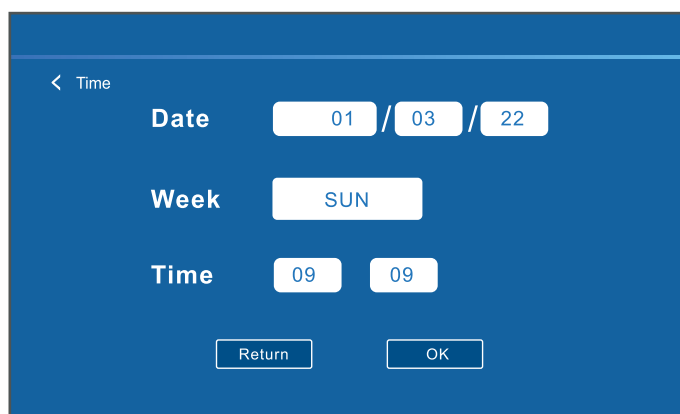 < Time
Date 01 / 03 / 22
Week SUN
Time 09 09
Return OK